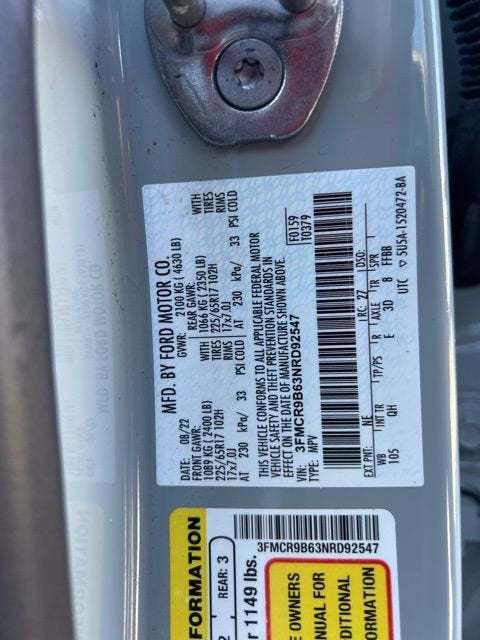 MFD. BY FORD MOTOR CO.
DATE: 08/22 GVWR: 2100 KG (4630 LB)
FRONT GAWR: REAR GAWR:
1089 KG (2400 LB) WITH 1066 KG (2350 LB) WITH
225/65R17 102H TIRES 225/65R17 102H TIRES
17x7.0J RIMS 17x7.0J RIMS
AT 230 kPa/ 33 PSI COLD AT 230 kPa/ 33 PSI COLD
THIS VEHICLE CONFORMS TO ALL APPLICABLE FEDERAL MOTOR
VEHICLE SAFETY AND THEFT PREVENTION STANDARDS IN
EFFECT ON THE DATE OF MANUFACTURE SHOWN ABOVE.
VIN: 3FMCR9B63NRD92547 F0159
TYPE: MPV T0379
EXT PNT: NE RC: 27 DSO:
WB INT TR TP/PS R AXLE TR SPR
105 QH E 3D 8 FFBB
UTC 5U5A-1520472-BA
FORMATION
REAR: 3
r 1149 lbs.
3FMCR9B63NRD92547
E OWNERS
NUAL FOR
DITIONAL
ORMATION